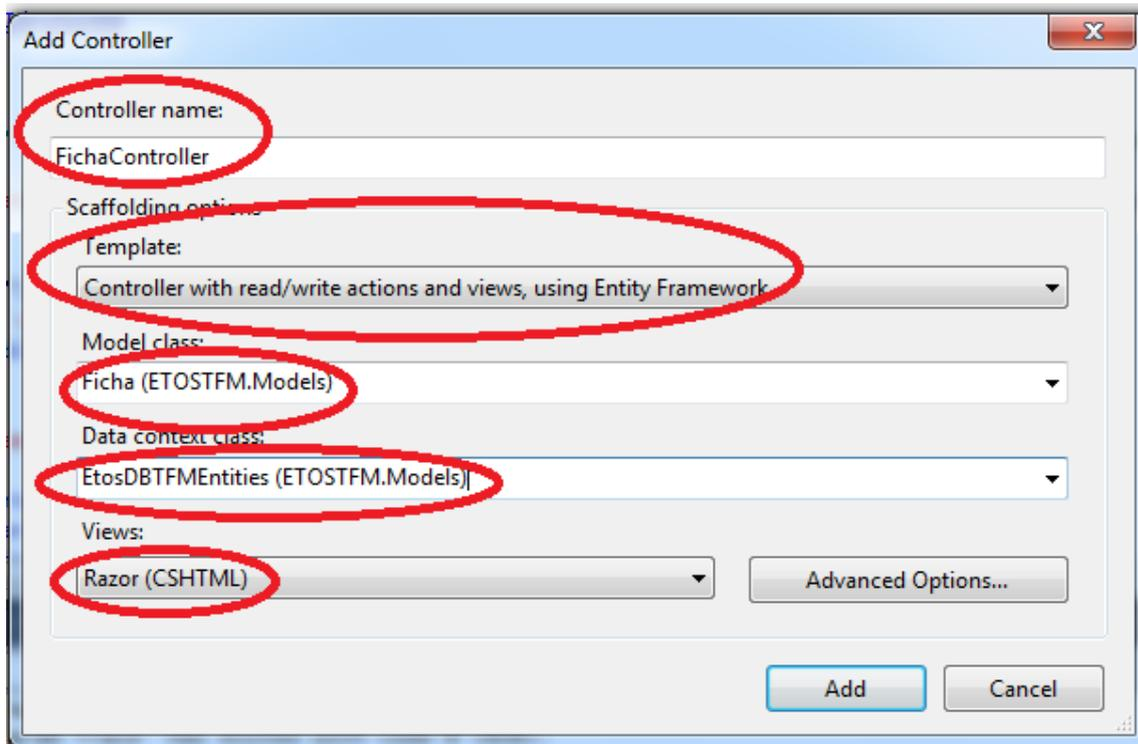 Add Controller
Controller name:
FichaController
Scaffolding options
Template:
Controller with read/write actions and views, using Entity Framework
Model class:
Ficha (ETOSTFM.Models)
Data context class:
EtosDBTFMEntities (ETOSTFM.Models)
Views:
Razor (CSHTML)
Advanced Options...
Add
Cancel